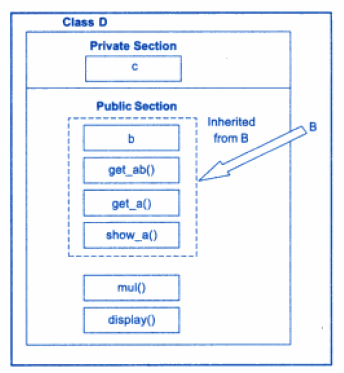 Class D
Private Section
c
Public Section
Inherited
from B
B
b
get_ab()
get_a()
show_a()
mul()
display()